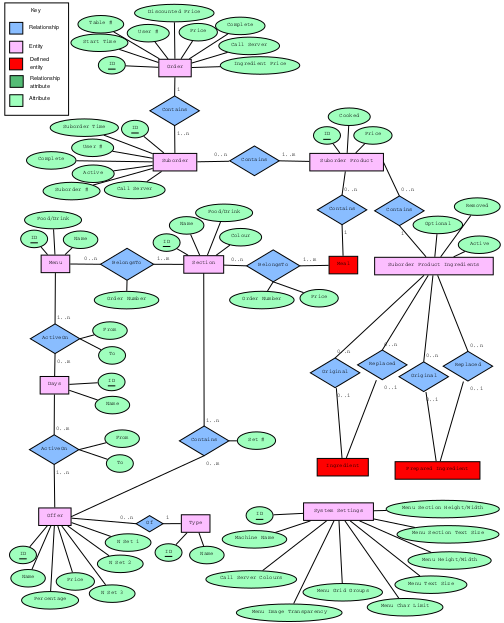 Key
Relationship
Entity
Defined
entity
Relationship
attribute
Attribute
Discounted Price
Table #
User #
Price
Complete
Start Time
Call Server
ID
Order
Ingredient Price
1
Contains
1..n
Suborder Time
ID
User #
Complete
Active
Suborder #
Call Server
Suborder
0..n
Contains
1..m
Suborder Product
Cooked
ID
Price
0..n
Contains
1
0..n
Contains
1
Removed
Optional
Active
Suborder Product Ingredients
Food/Drink
ID
Name
Menu
0..n
BelongsTo
1..m
Order Number
Food/Drink
Name
ID
Colour
Section
0..n
BelongsTo
1..m
Order Number
Price
1..n
ActiveOn
0..m
From
To
Days
ID
Name
0..m
ActiveOn
1..n
From
To
1..n
Contains
0..m
Set #
0..n
Original
0..1
0..n
Replaced
0..1
0..n
Original
0..1
0..n
Replaced
0..1
Ingredient
Prepared Ingredient
Offer
0..n
Of
1
Type
ID
Name
ID
Name
Percentage
Price
N Set 1
N Set 2
N Set 3
System Settings
ID
Machine Name
Call Server Colours
Menu Image Transparency
Menu Grid Groups
Menu Char Limit
Menu Text Size
Menu Height/Width
Menu Section Text Size
Menu Section Height/Width